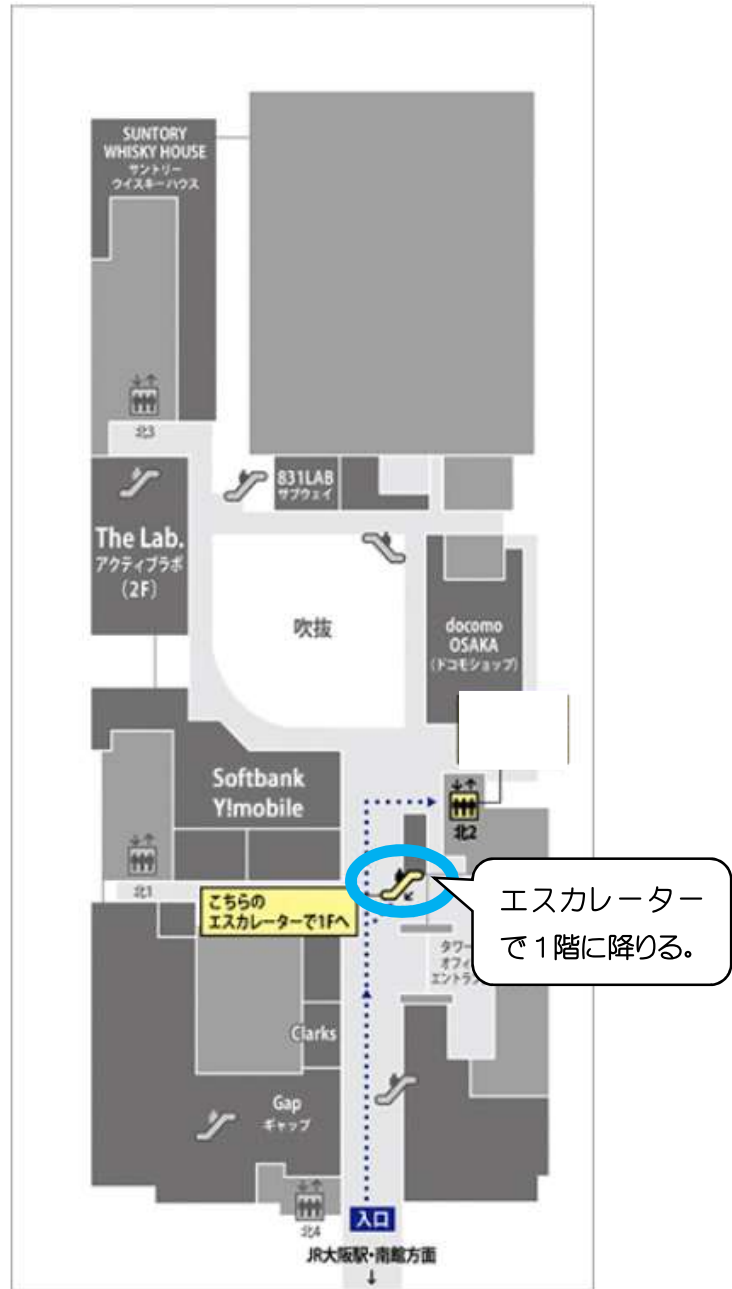 SUNTORY
WHISKY HOUSE
サントリー
ウイスキーハウス
北3
831LAB
サブウェイ
The Lab.
アクティブラボ
（2F）
吹抜
docomo
OSAKA
（ドコモショップ）
Softbank
Y!mobile
北2
北1
こちらの
エスカレーターで1Fへ
エスカレーター
で１階に降りる。
タワー
オフィ
エントラン
Clarks
Gap
ギャップ
北4
入口
JR大阪駅・南館方面
↓